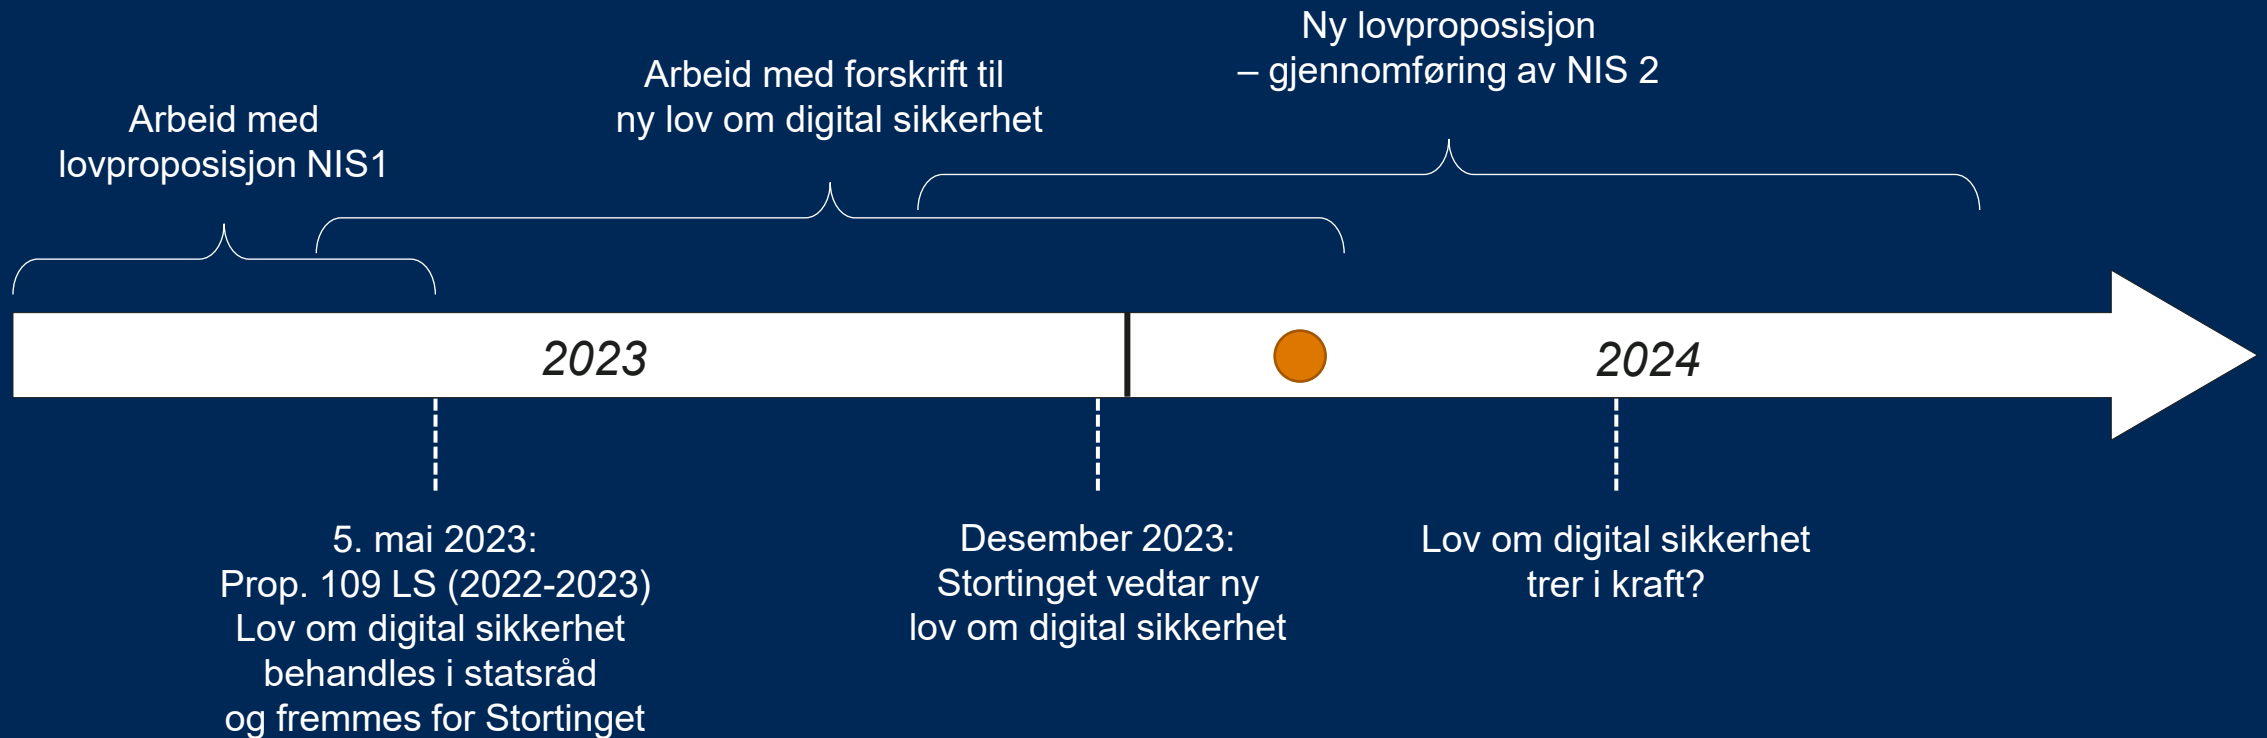 Arbeid med
lovproposisjon NIS1
Arbeid med forskrift til
ny lov om digital sikkerhet
Ny lovproposisjon
– gjennomføring av NIS 2
2023
2024
5. mai 2023:
Prop. 109 LS (2022-2023)
Lov om digital sikkerhet
behandles i statsråd
og fremmes for Stortinget
Desember 2023:
Stortinget vedtar ny
lov om digital sikkerhet
Lov om digital sikkerhet
trer i kraft?